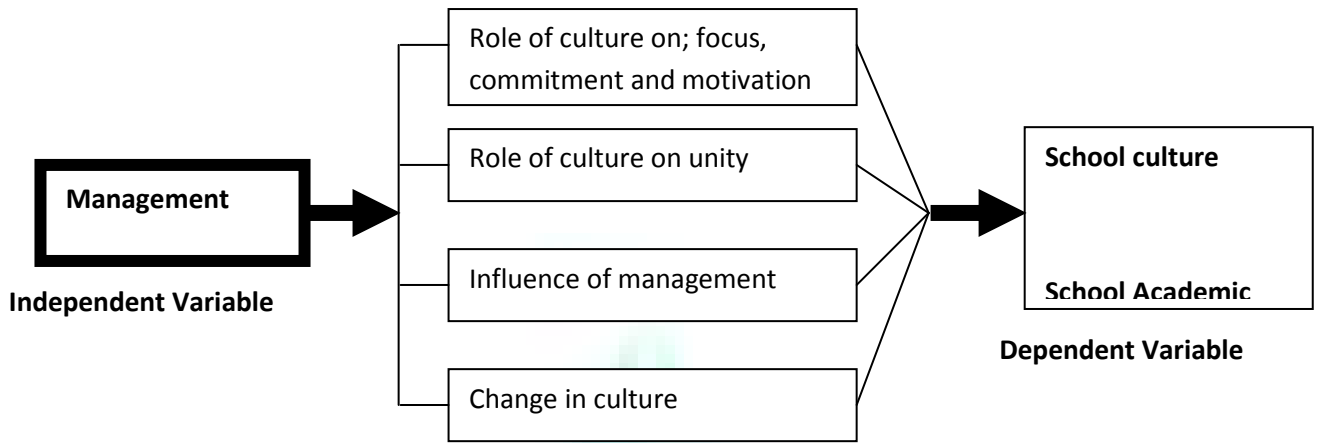 Role of culture on; focus,
commitment and motivation
Role of culture on unity
Management
School culture
Influence of management
School Academic
Independent Variable
Dependent Variable
Change in culture